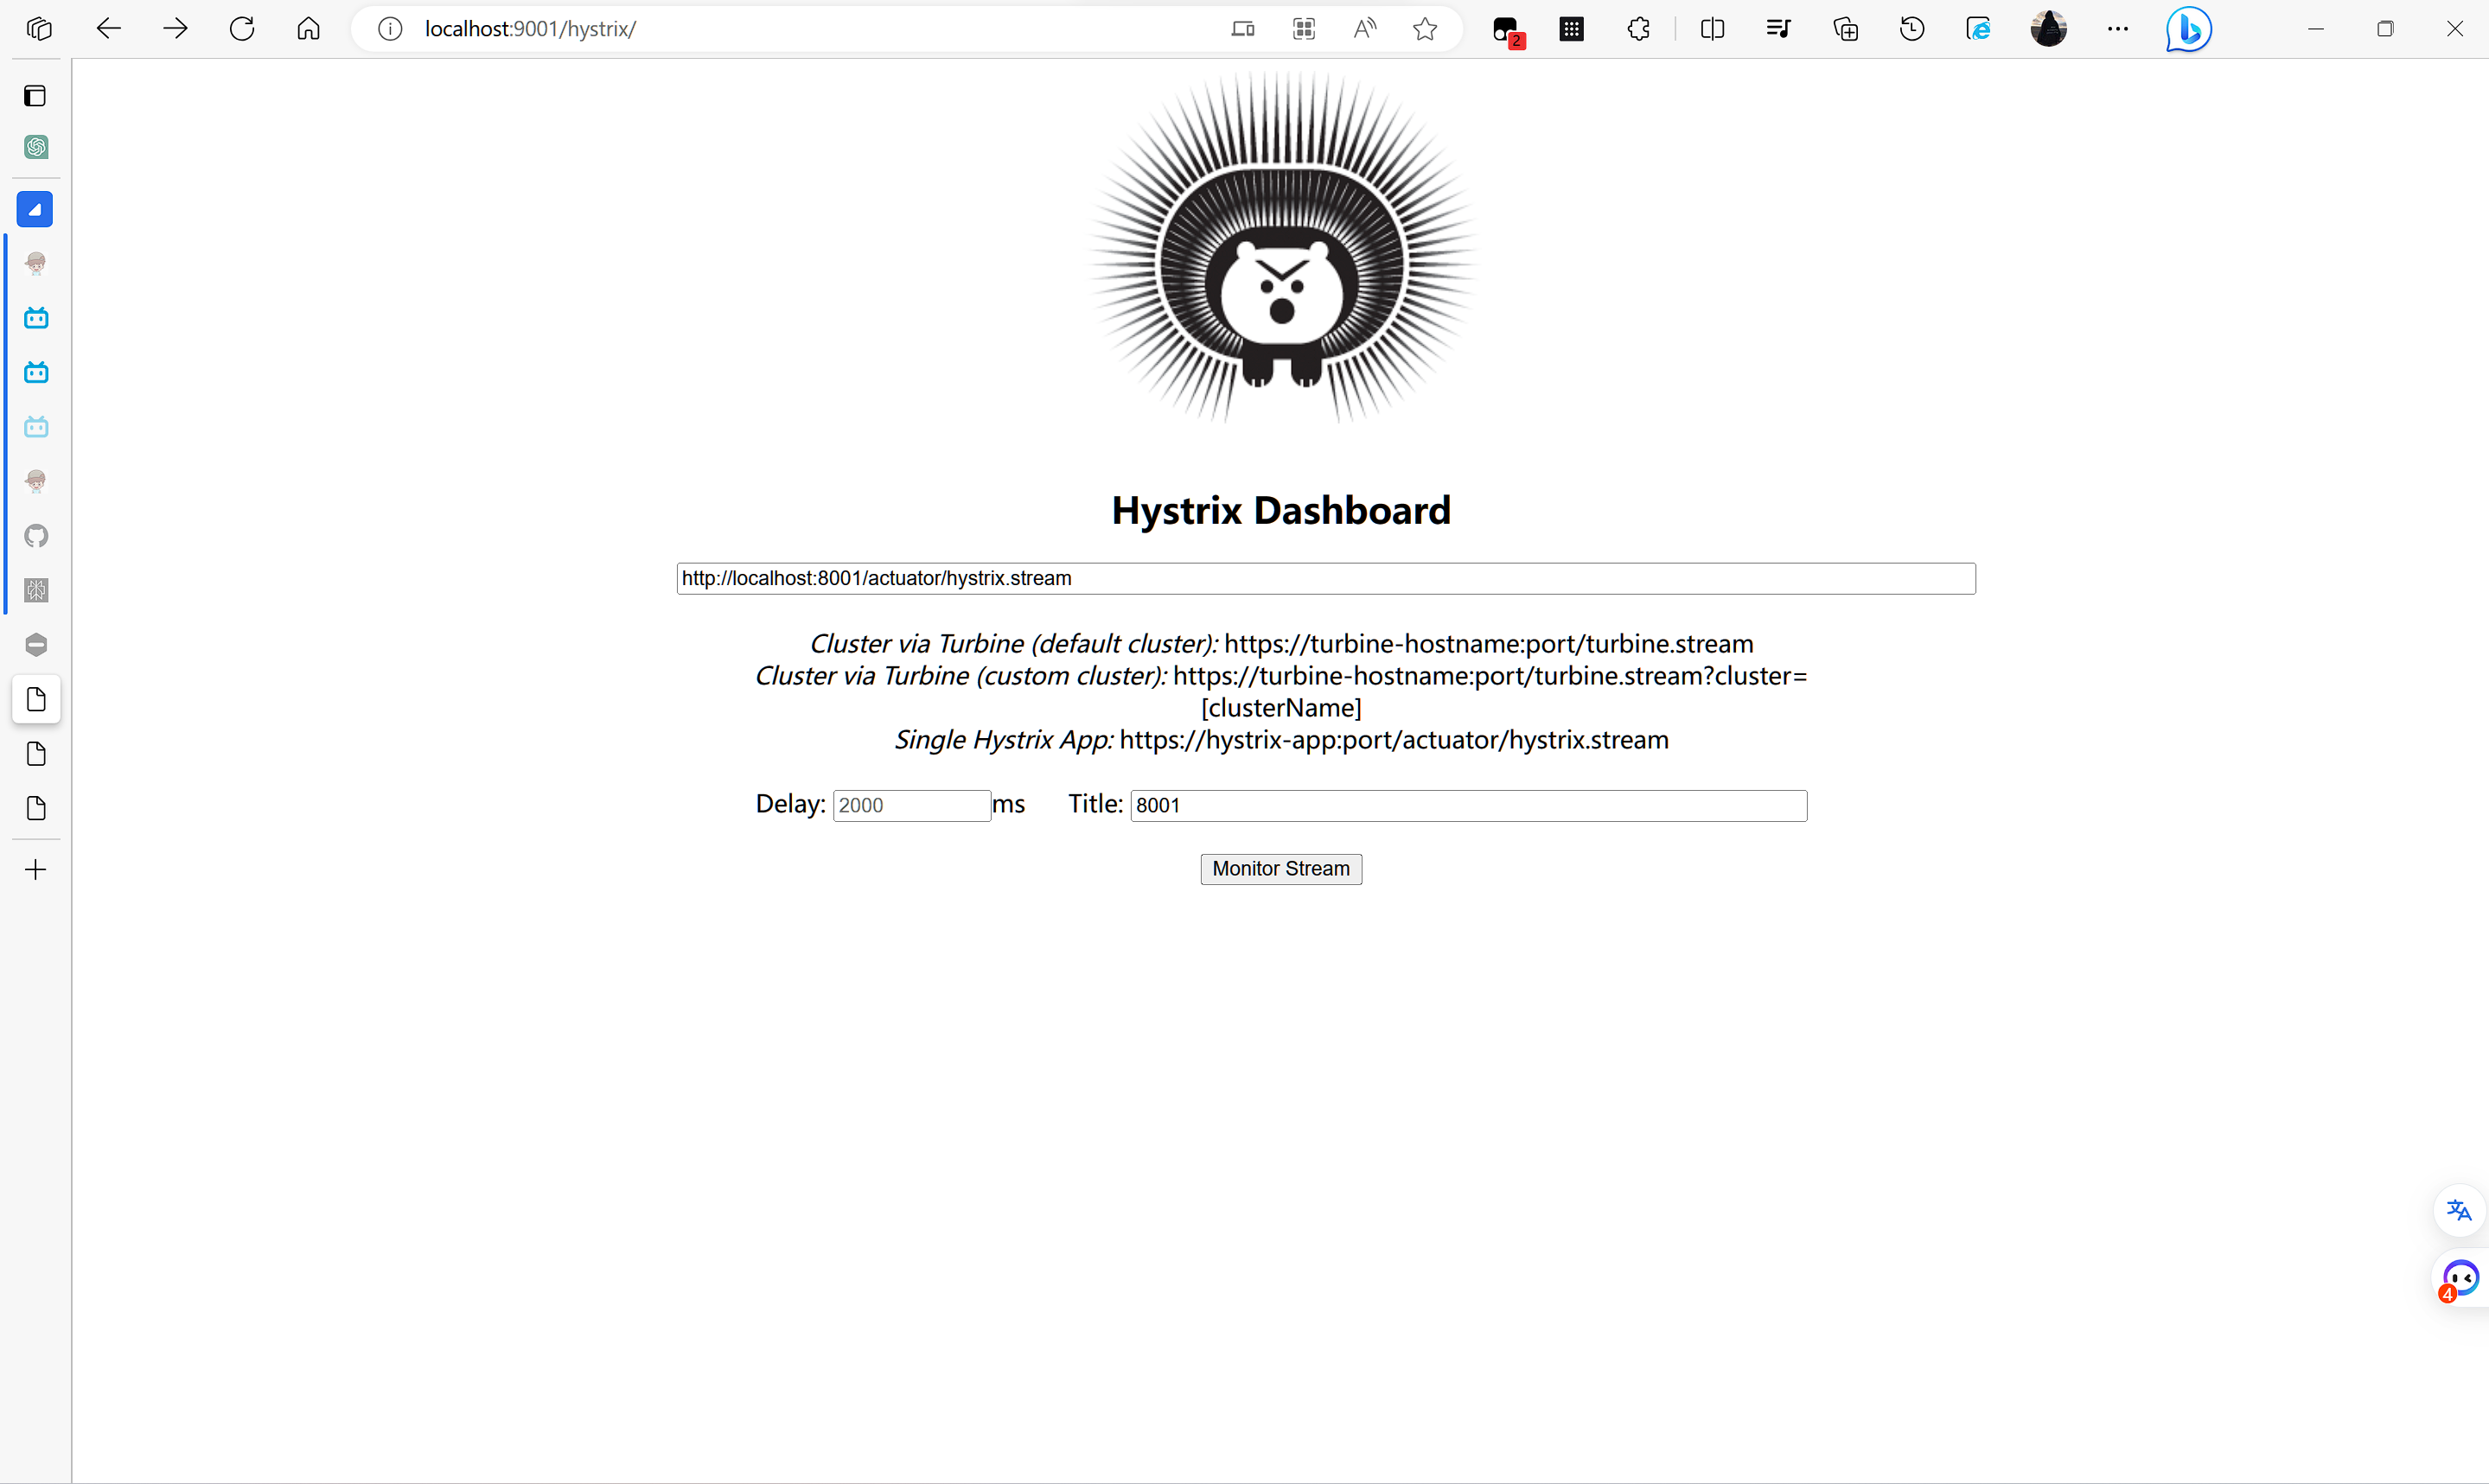 localhost:9001/hystrix/
2
Hystrix Dashboard
http://localhost:8001/actuator/hystrix.stream
Cluster via Turbine (default cluster): https://turbine-hostname:port/turbine.stream
Cluster via Turbine (custom cluster): https://turbine-hostname:port/turbine.stream?cluster=
[clusterName]
Single Hystrix App: https://hystrix-app:port/actuator/hystrix.stream
Delay: 2000 ms Title: 8001
Monitor Stream
4